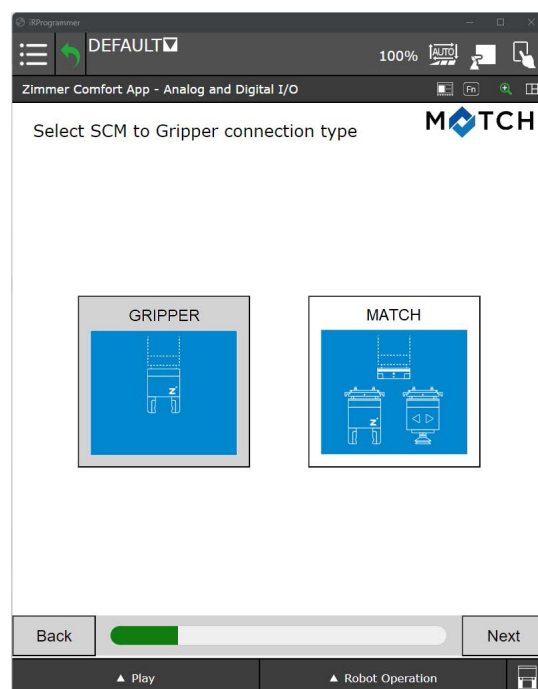 iRProgrammer
DEFAULT
100%
AUTO
Zimmer Comfort App - Analog and Digital I/O
Fn
Select SCM to Gripper connection type
MATCH
GRIPPER
Z
MATCH
Z
Back
Next
▲ Play
▲ Robot Operation